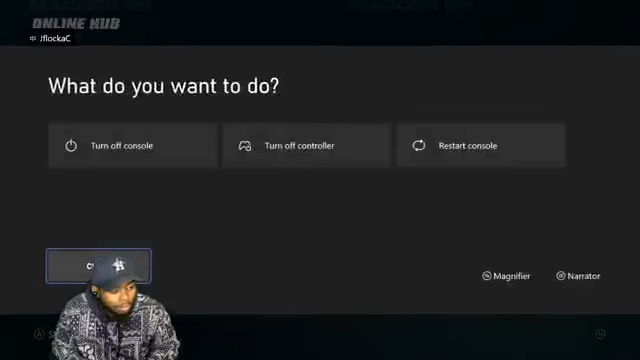 ONLINE HUB
JflockaC
What do you want to do?
Turn off console
Turn off controller
Restart console
Magnifier
Narrator
A